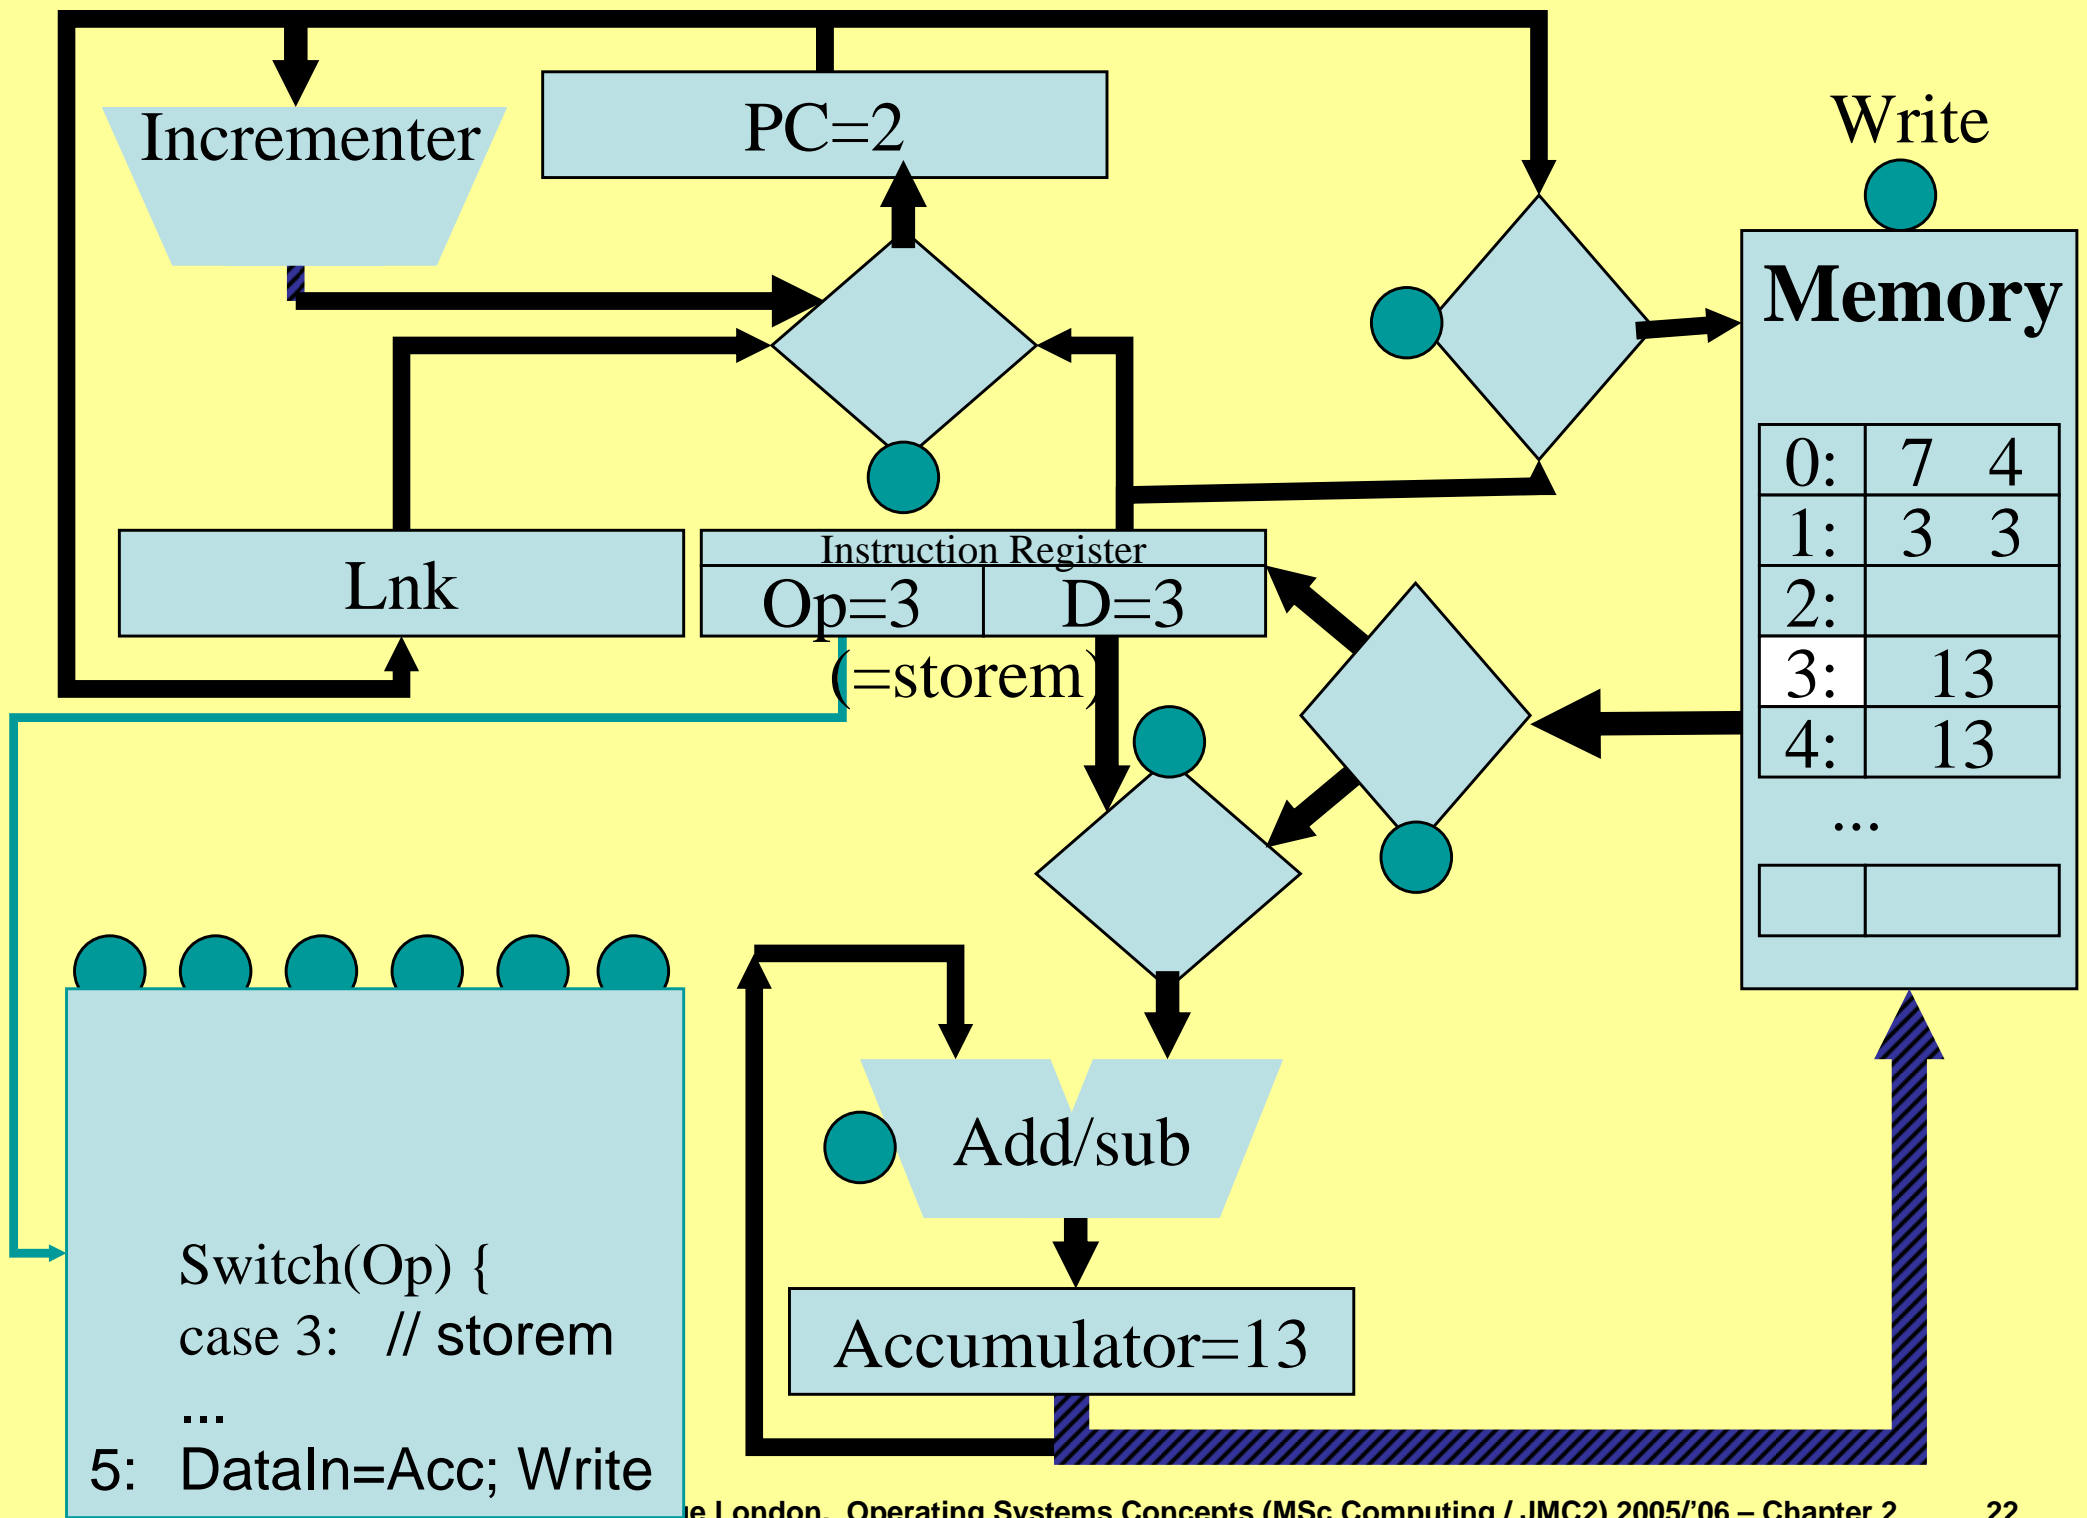 Incrementer
PC=2
Write
Memory
0: 7 4
1: 3 3
2:
3: 13
4: 13
...
Lnk
Instruction Register
Op=3 D=3
(=storem)
Add/sub
Accumulator=13
Switch(Op) {
case 3: // storem
...
5: DataIn=Acc; Write
London. Operating Systems Concepts (MSc Computing / JMC2) 2005/'06 – Chapter 2 22